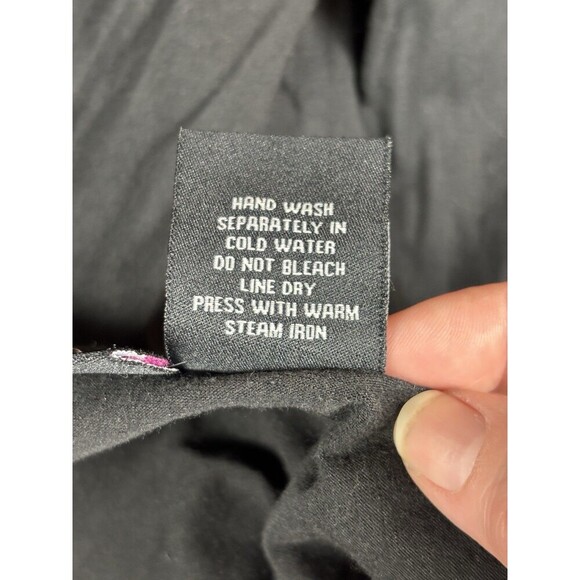 HAND WASH
SEPARATELY IN
COLD WATER
DO NOT BLEACH
LINE DRY
PRESS WITH WARM
STEAM IRON